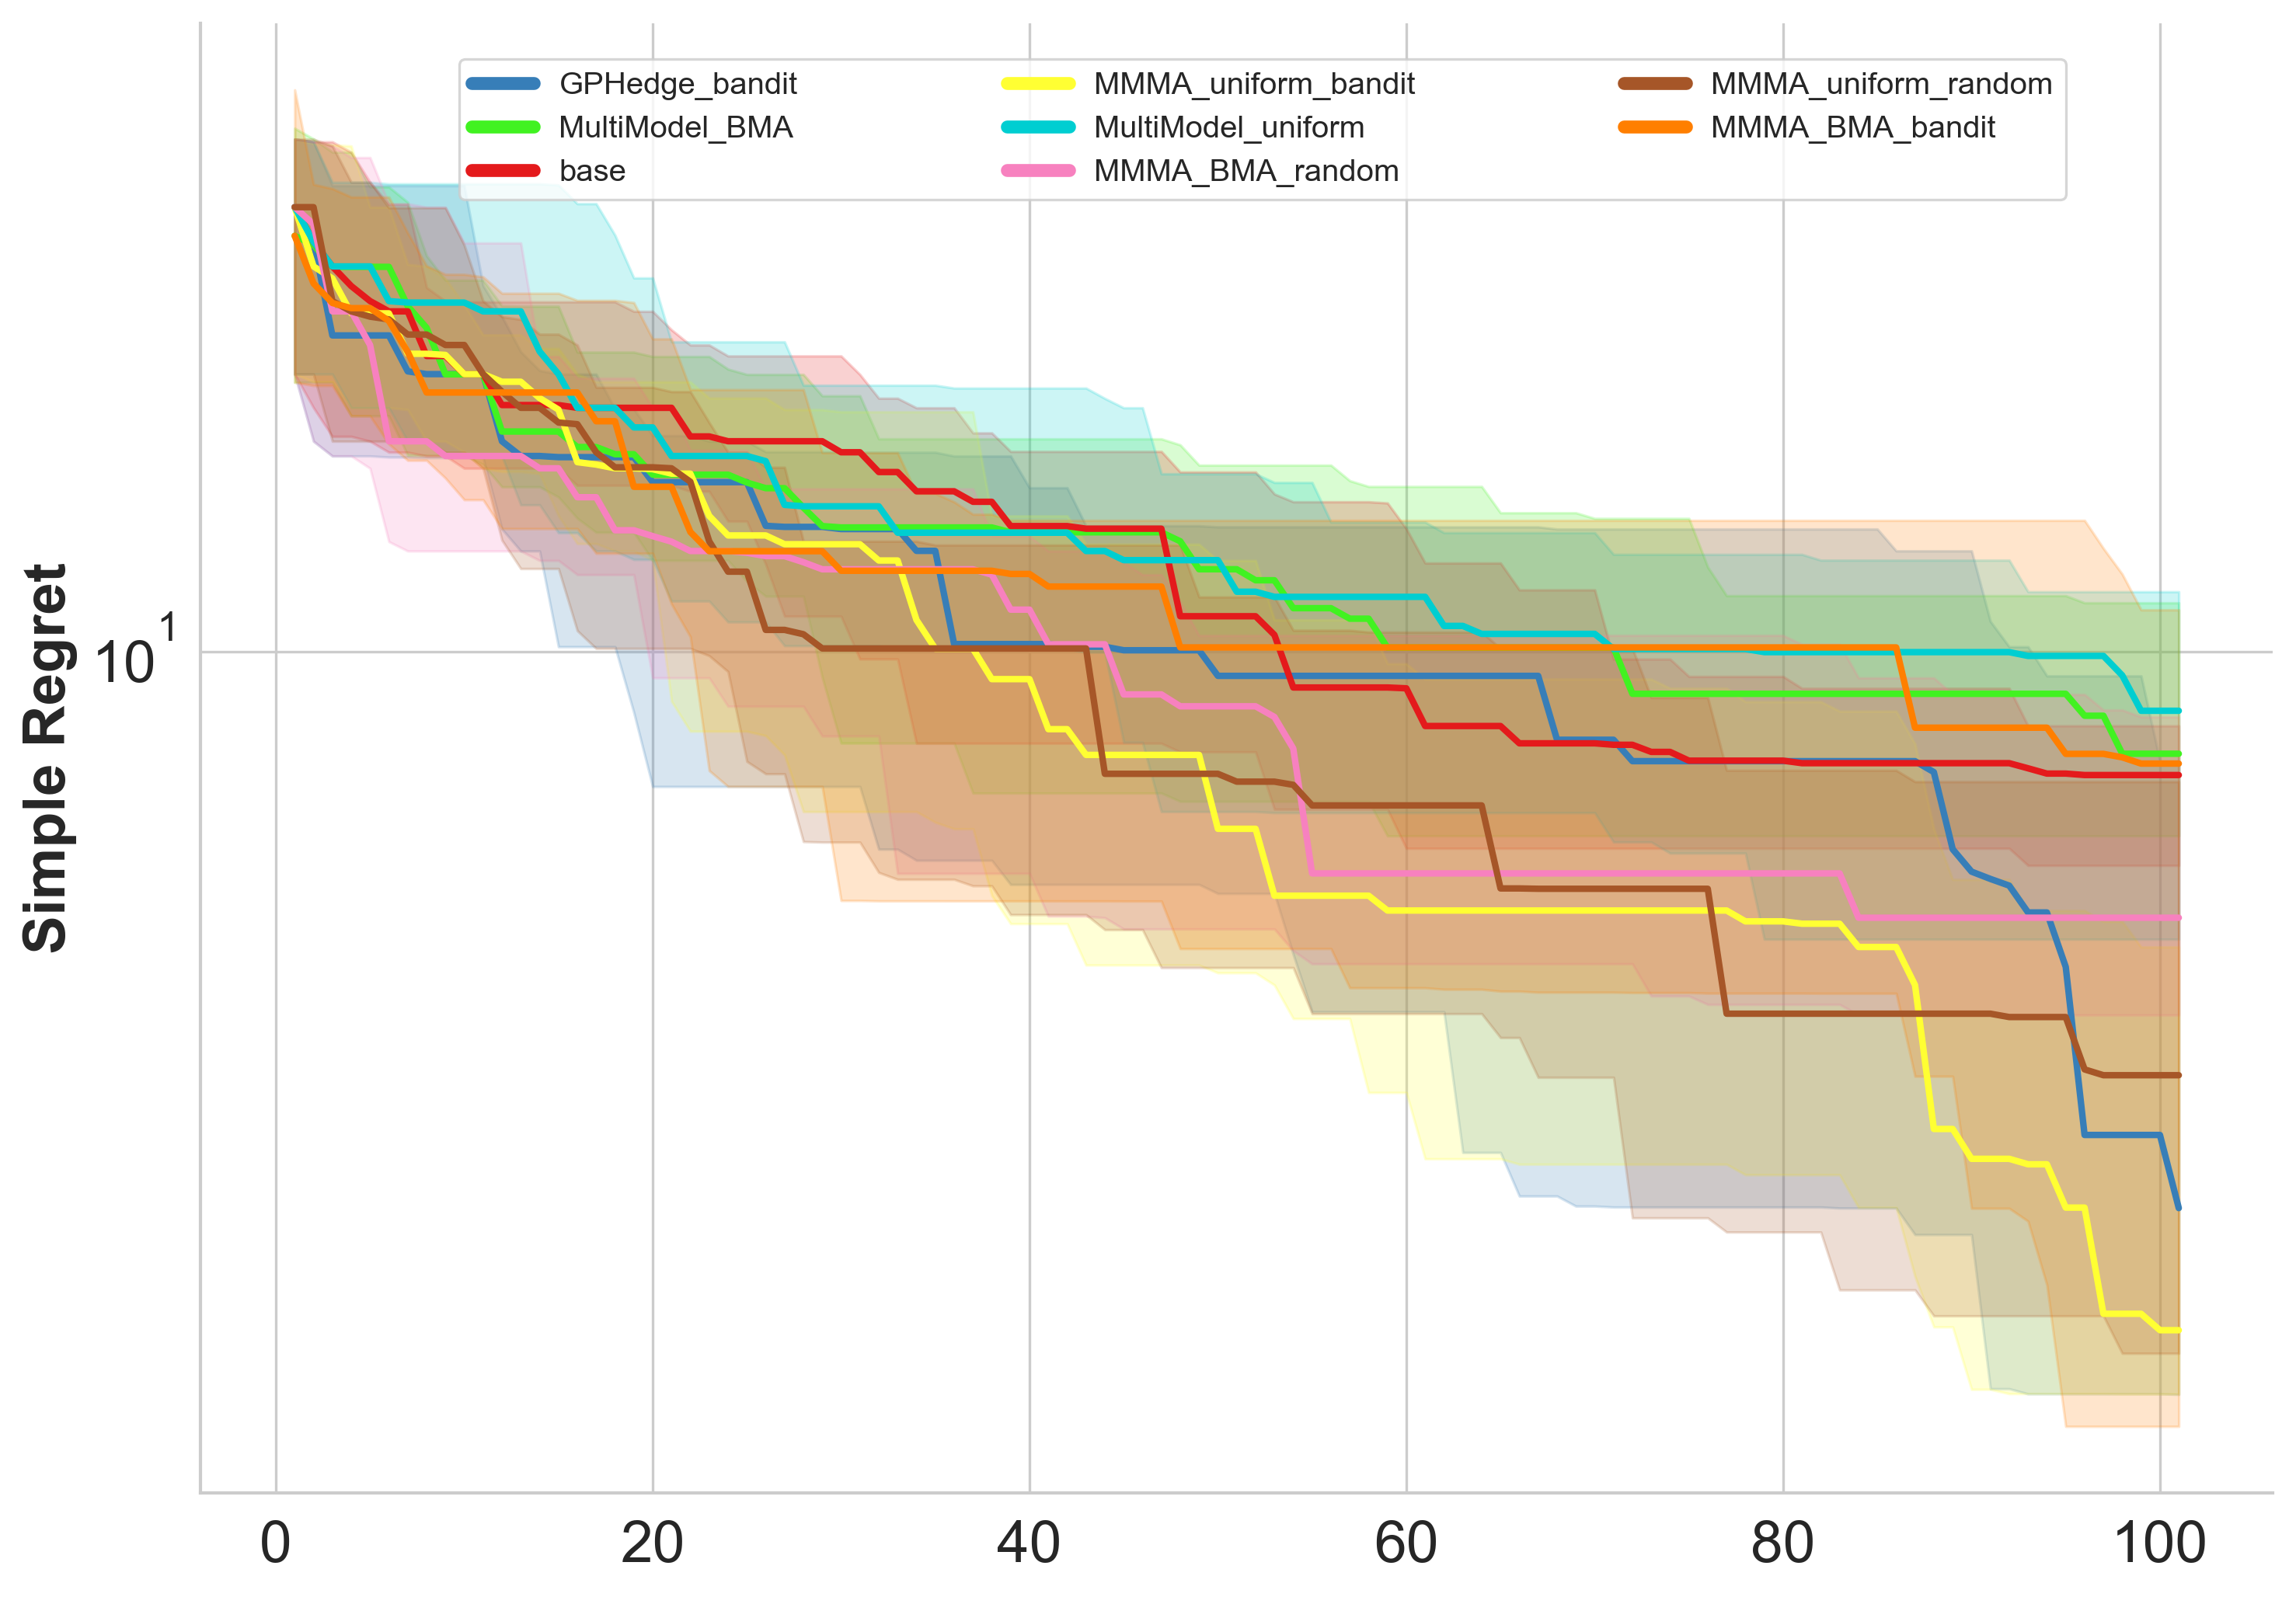 GPHedge_bandit
MultiModel_BMA
base
MMMA_uniform_bandit
MultiModel_uniform
MMMA_BMA_random
MMMA_uniform_random
MMMA_BMA_bandit
Simple Regret
10^1
0 20 40 60 80 100